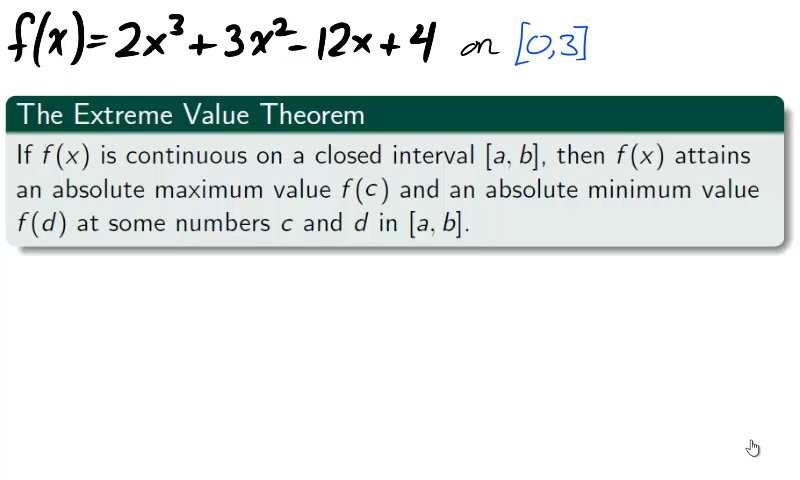 f(x)=2x³+3x²-12x+4 on [0,3]
The Extreme Value Theorem
If f(x) is continuous on a closed interval [a, b], then f(x) attains
an absolute maximum value f(c) and an absolute minimum value
f(d) at some numbers c and d in [a, b].